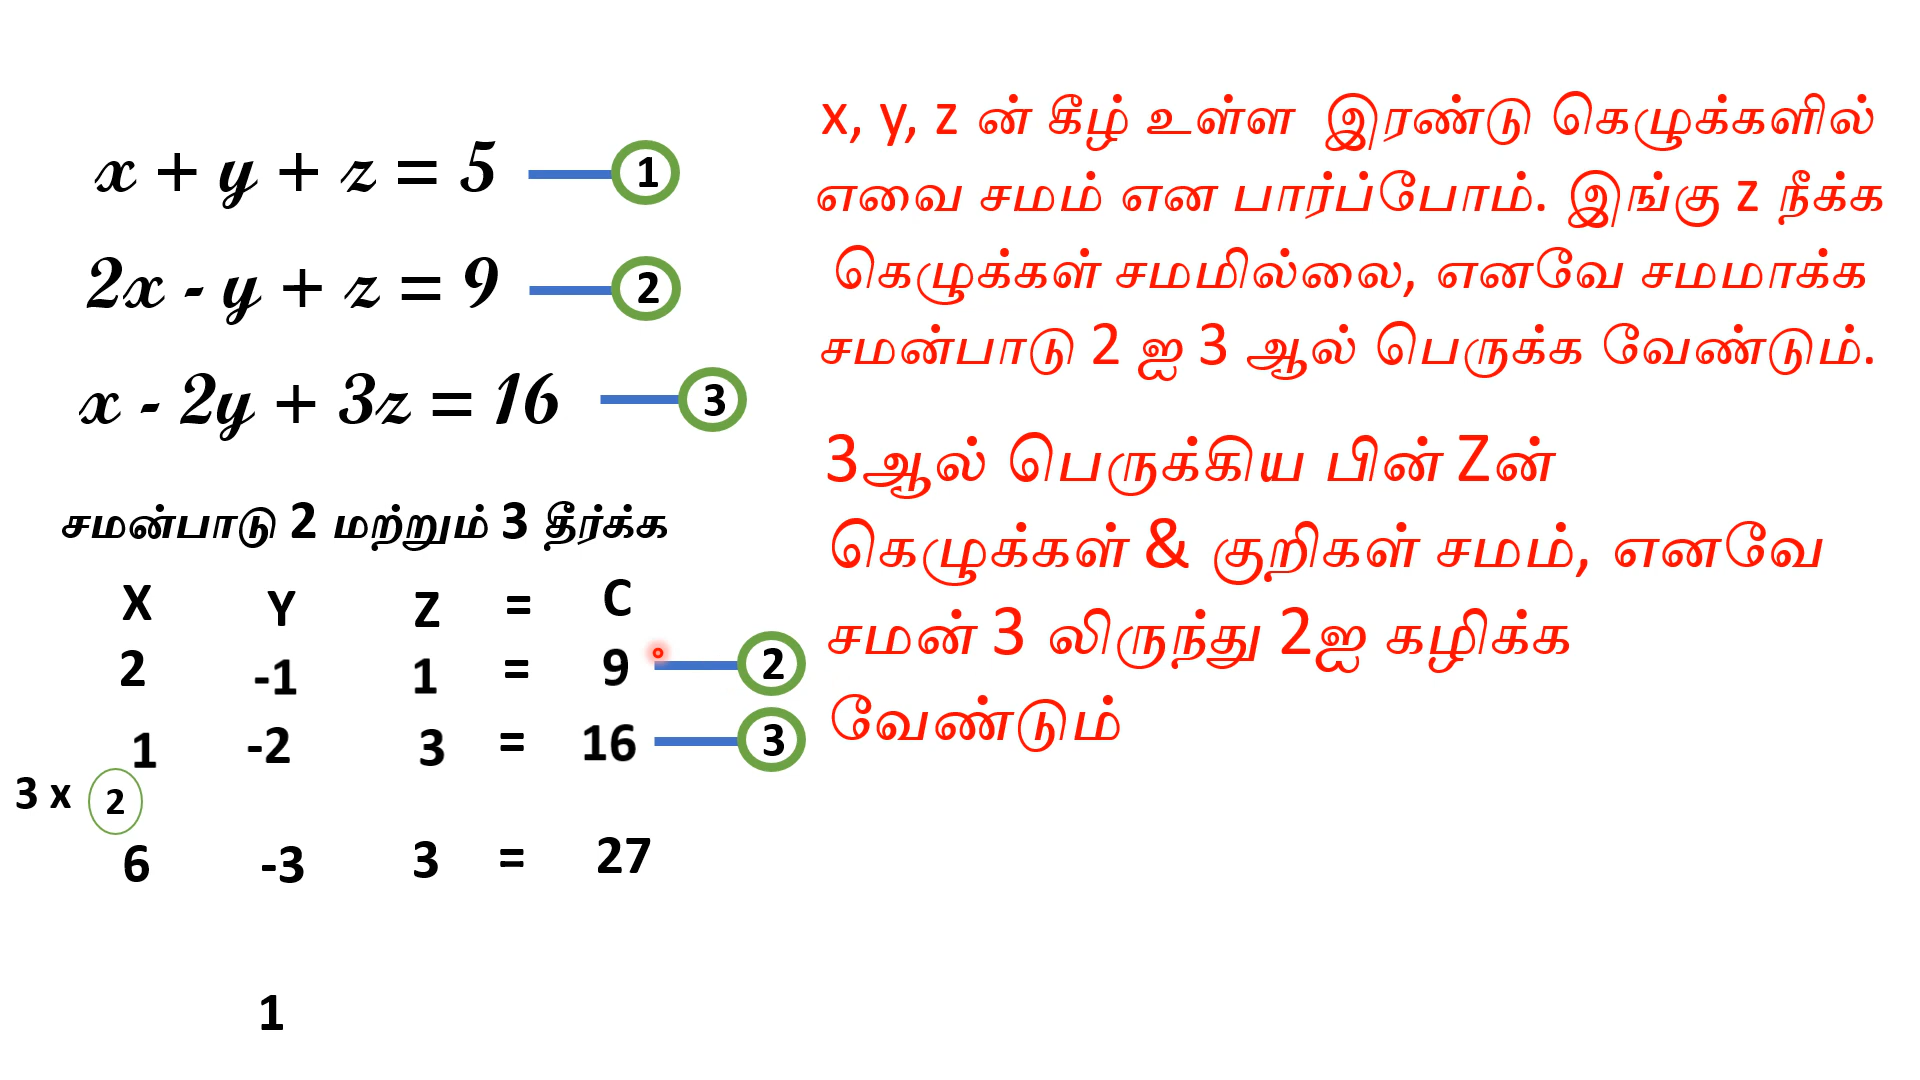 x + y + z = 5 1
2x - y + z = 9 2
x - 2y + 3z = 16 3
சமன்பாடு 2 மற்றும் 3 தீர்க்க
X Y Z = C
2 -1 1 = 9 2
1 -2 3 = 16 3
3 x 2
6 -3 3 = 27
1
x, y, z ன் கீழ் உள்ள இரண்டு கெழுக்களில்
எவை சமம் என பார்ப்போம். இங்கு z நீக்க
கெழுக்கள் சமமில்லை, எனவே சமமாக்க
சமன்பாடு 2 ஐ 3 ஆல் பெருக்க வேண்டும்.
3ஆல் பெருக்கிய பின் Zன்
கெழுக்கள் & குறிகள் சமம், எனவே
சமன் 3 லிருந்து 2ஐ கழிக்க
வேண்டும்